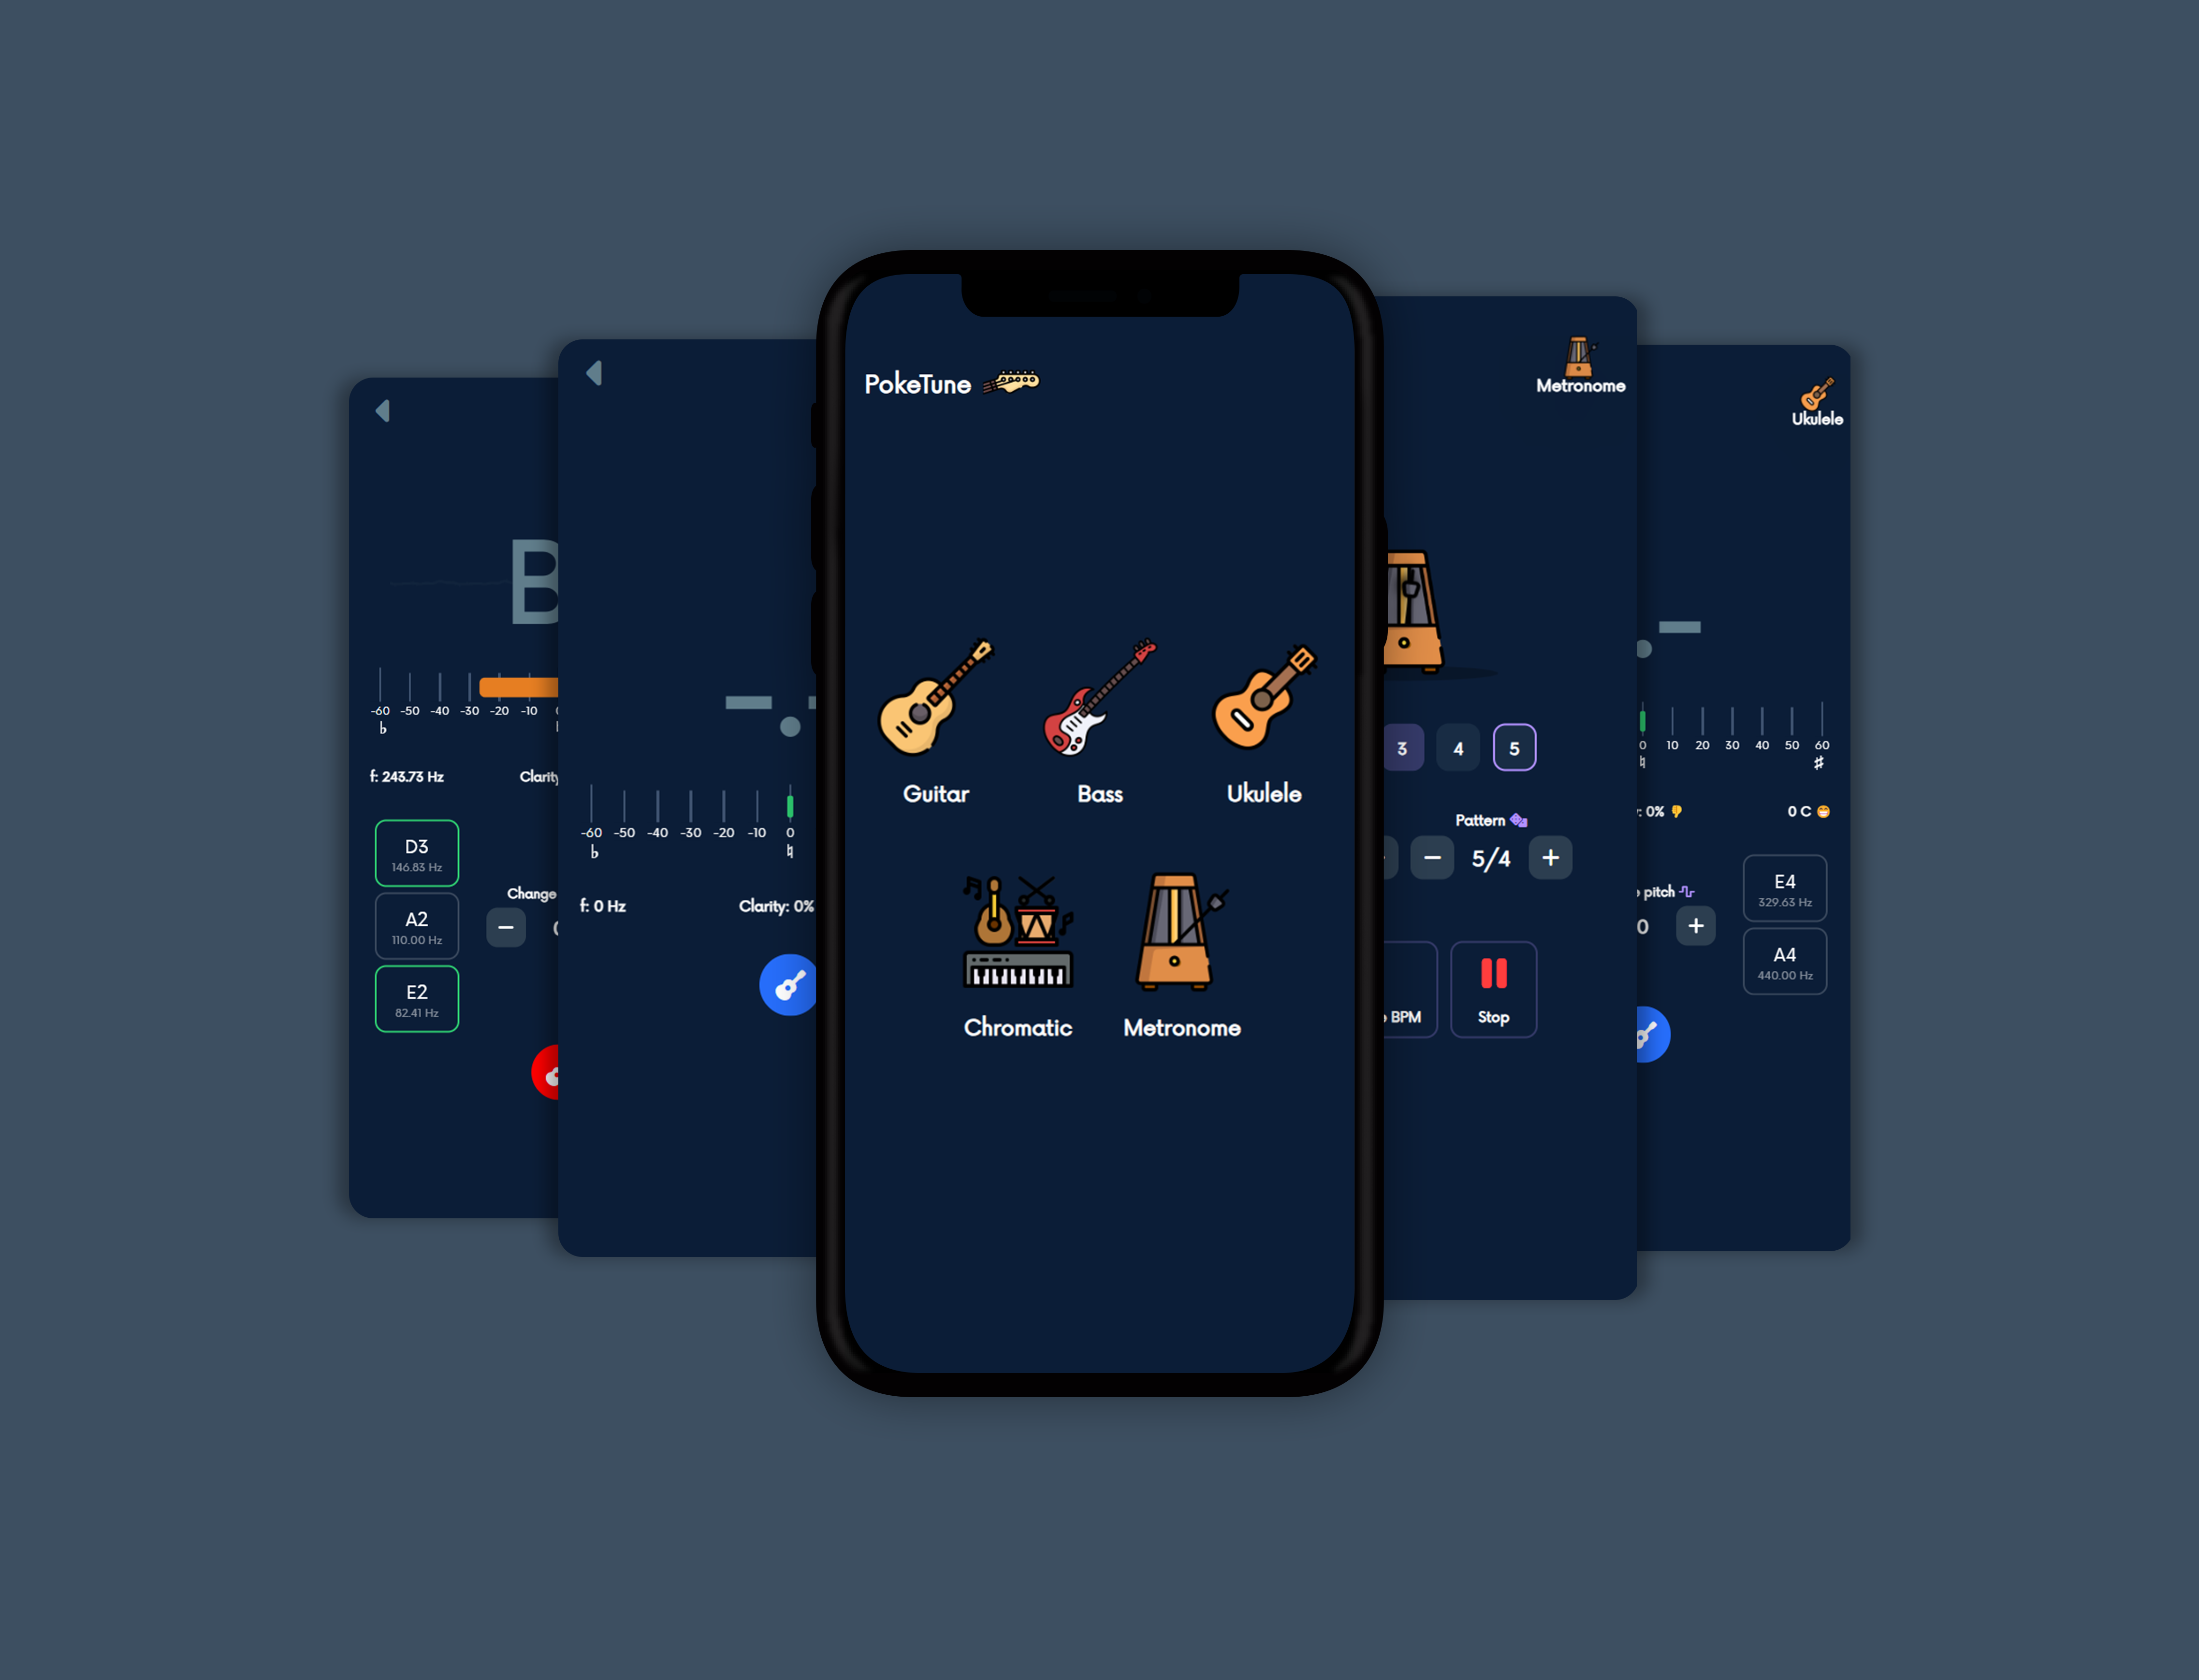 B
-60 -50 -40 -30 -20 -10
♭
f: 243.73 Hz
D3
146.83 Hz
A2
110.00 Hz
E2
82.41 Hz
Change
−
-60 -50 -40 -30 -20 -10 0
♭ ♮
f: 0 Hz Clarity: 0%
PokeTune
Guitar Bass Ukulele
Chromatic Metronome
Metronome
3 4 5
Pattern
− 5/4 +
BPM
Stop
Ukulele
0 10 20 30 40 50 60
♮ ♯
: 0% 0 C
pitch
0 +
E4
329.63 Hz
A4
440.00 Hz